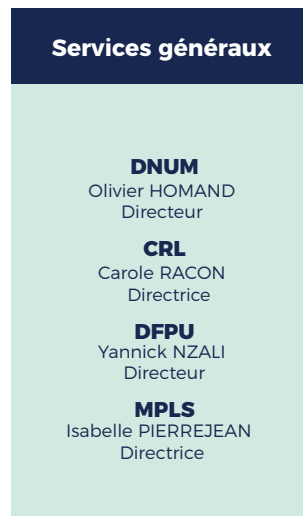 Services généraux
DNUM
Olivier HOMAND
Directeur
CRL
Carole RACON
Directrice
DFPU
Yannick NZALI
Directeur
MPLS
Isabelle PIERREJEAN
Directrice